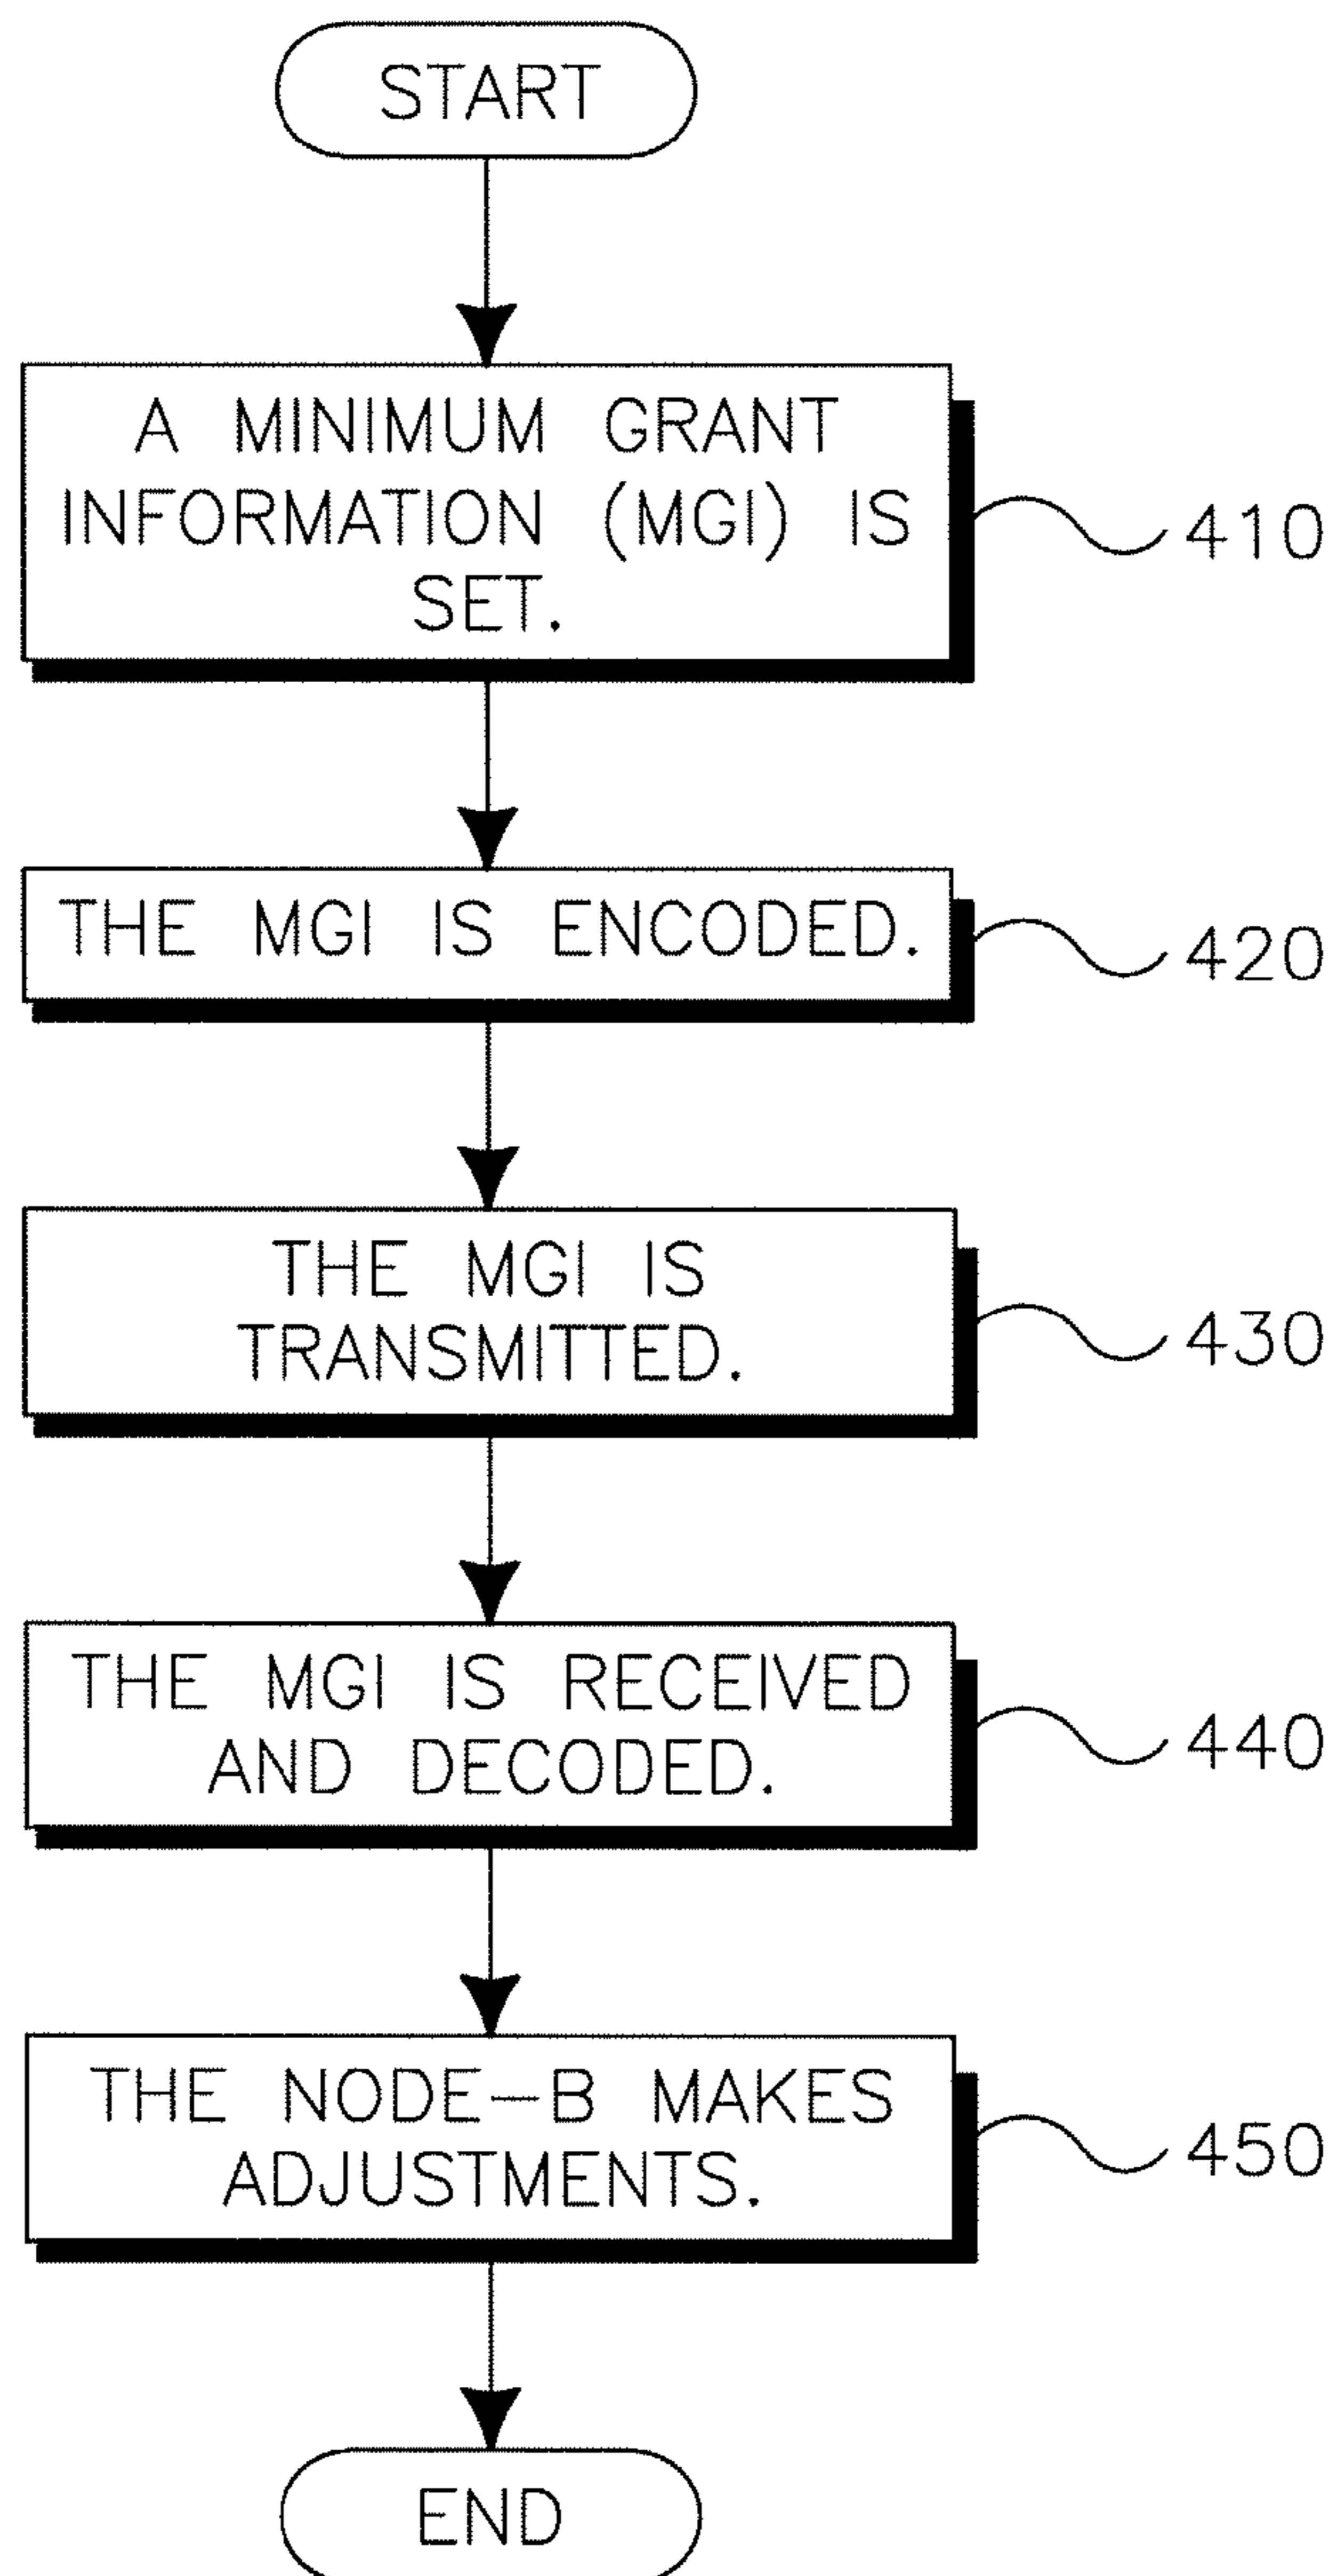 START
A MINIMUM GRANT
INFORMATION (MGI) IS
SET.
410
THE MGI IS ENCODED.
420
THE MGI IS
TRANSMITTED.
430
THE MGI IS RECEIVED
AND DECODED.
440
THE NODE-B MAKES
ADJUSTMENTS.
450
END